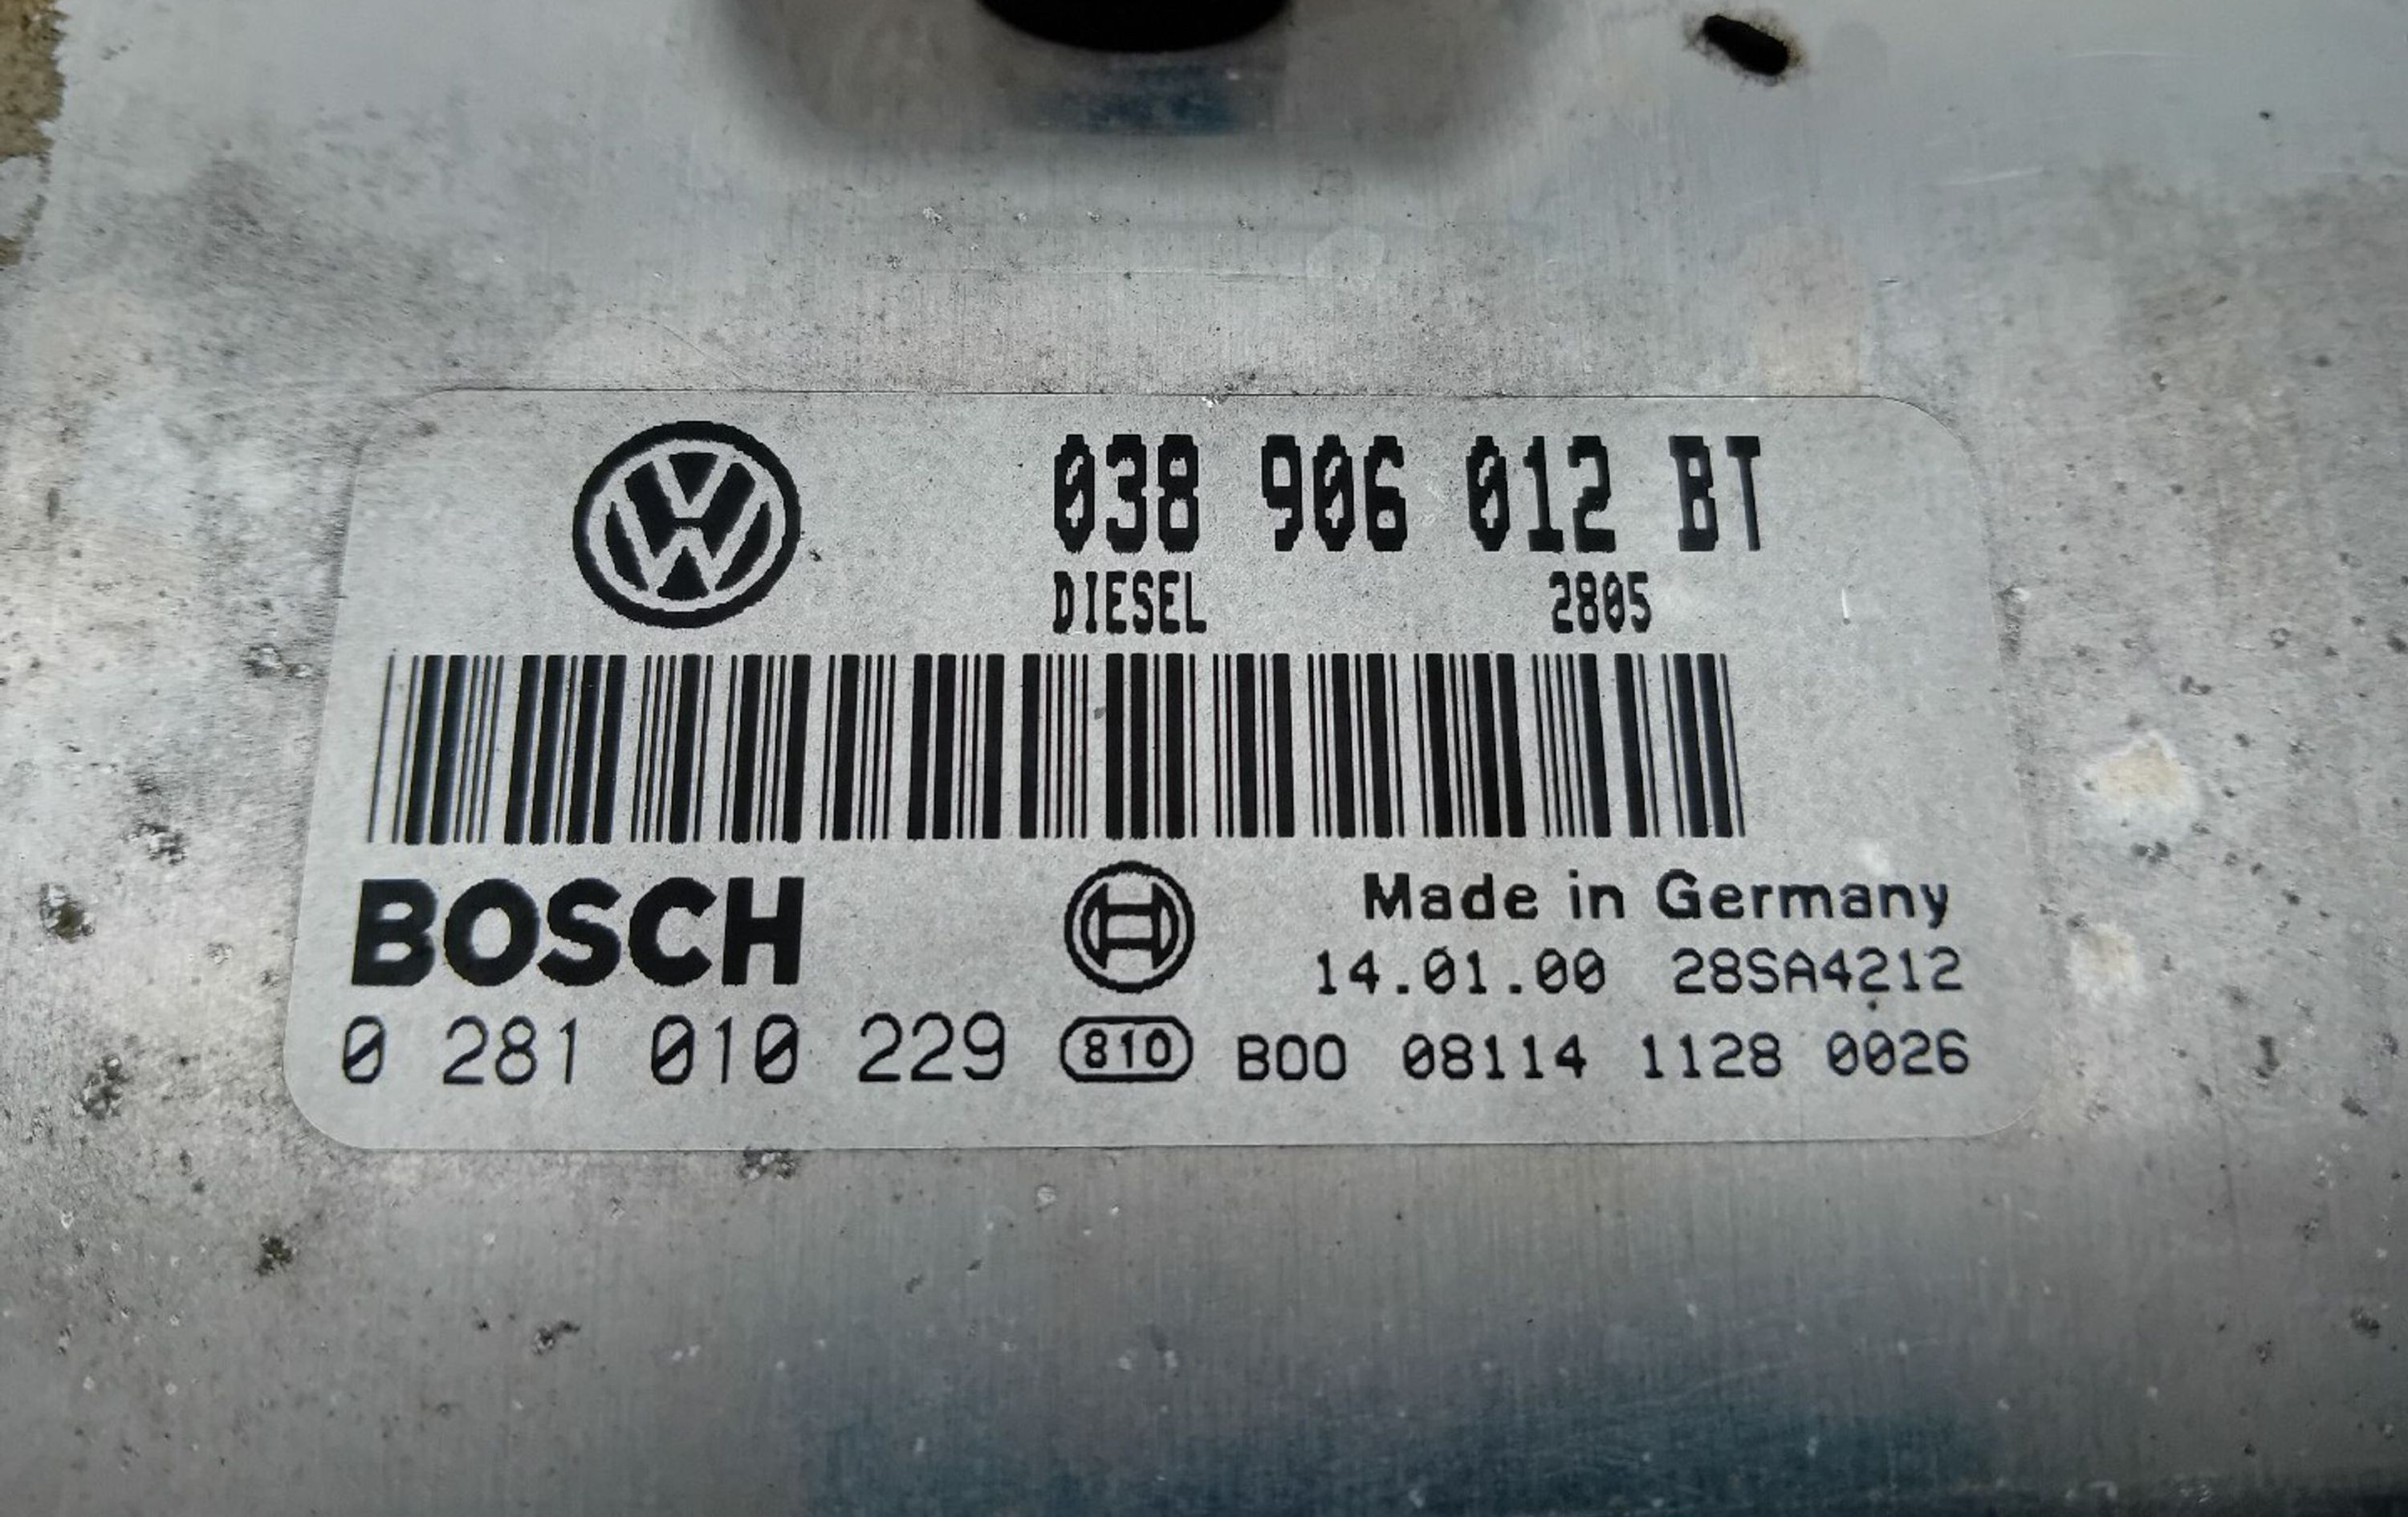 038 906 012 BT
DIESEL 2805
BOSCH
Made in Germany
14.01.00 28SA4212
0 281 010 229 810 B00 08114 1128 0026